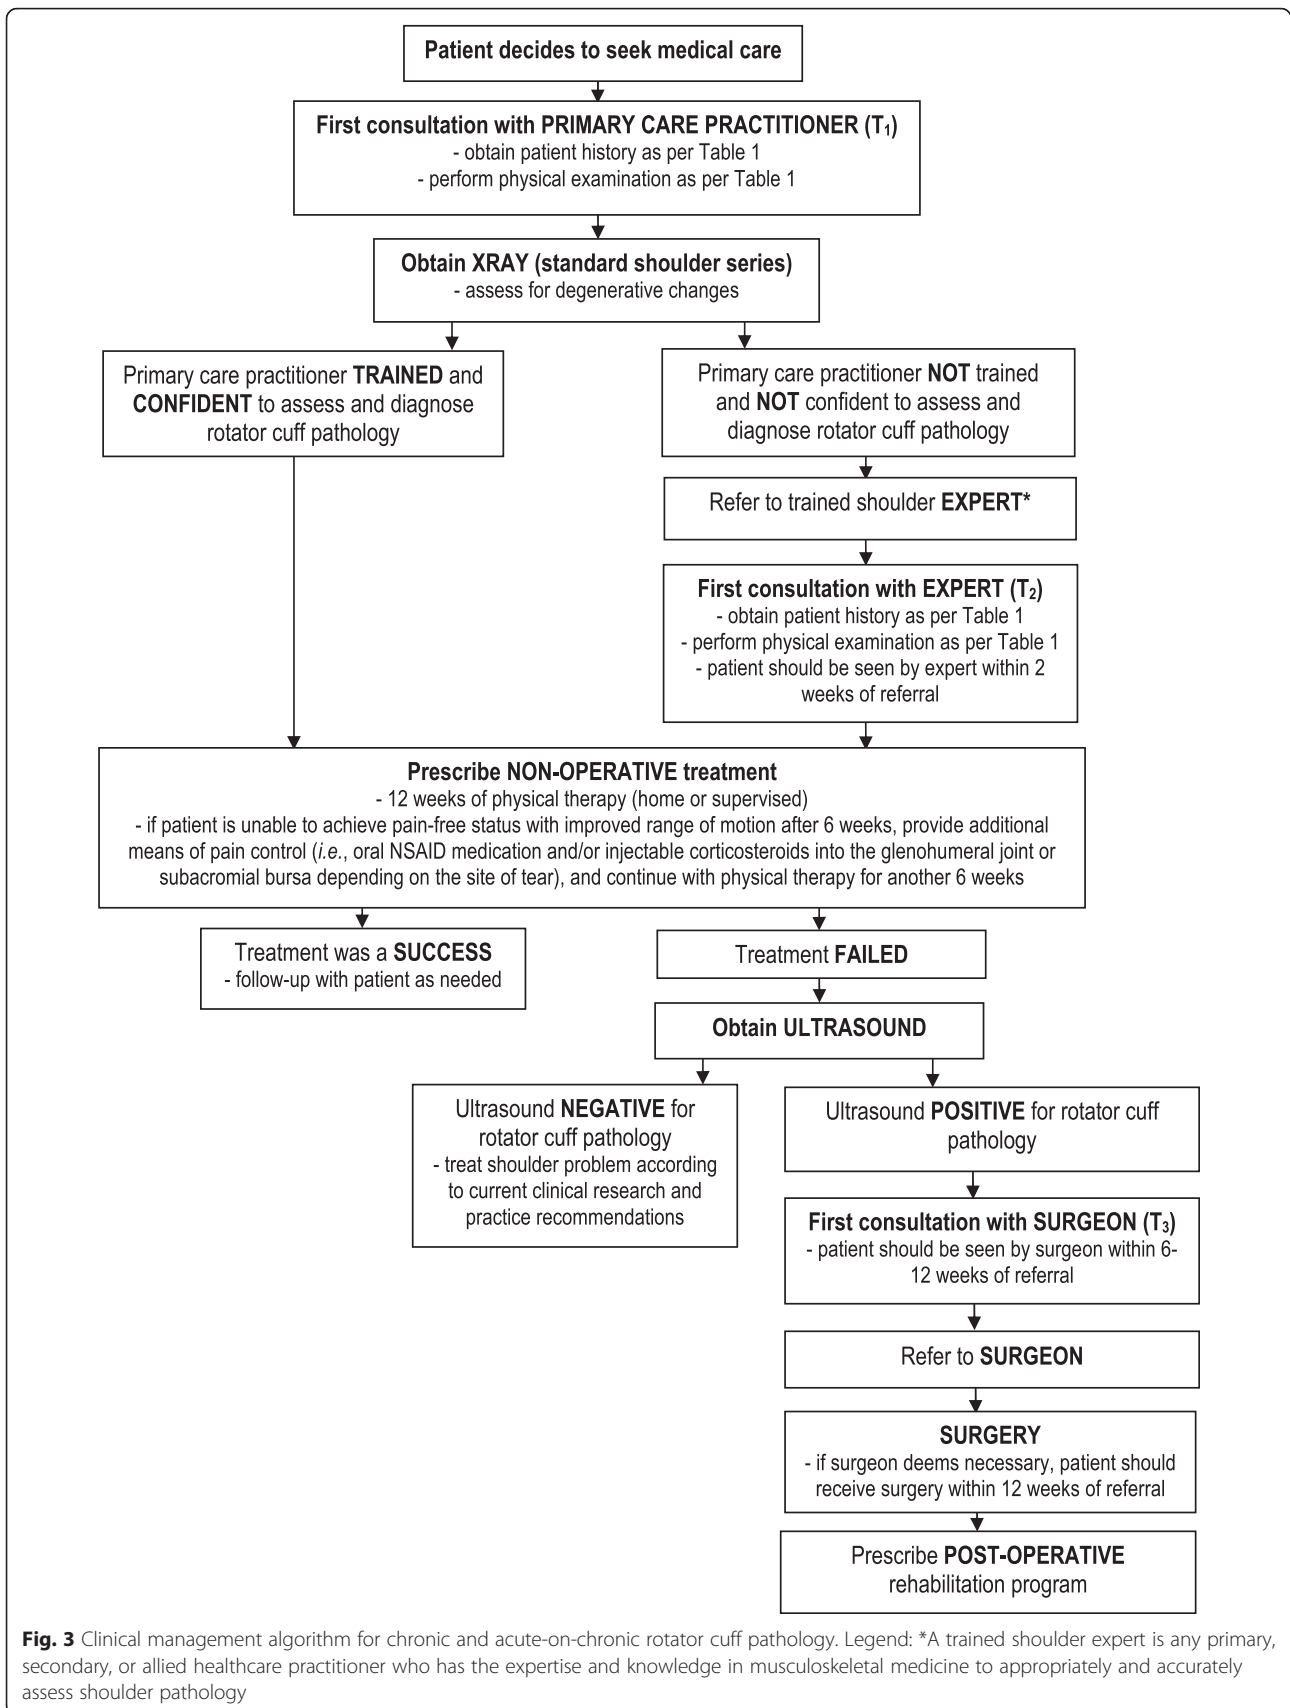 Patient decides to seek medical care
First consultation with PRIMARY CARE PRACTITIONER (T₁)
- obtain patient history as per Table 1
- perform physical examination as per Table 1
Obtain XRAY (standard shoulder series)
- assess for degenerative changes
Primary care practitioner TRAINED and
CONFIDENT to assess and diagnose
rotator cuff pathology
Primary care practitioner NOT trained
and NOT confident to assess and
diagnose rotator cuff pathology
Refer to trained shoulder EXPERT*
First consultation with EXPERT (T₂)
- obtain patient history as per Table 1
- perform physical examination as per Table 1
- patient should be seen by expert within 2
weeks of referral
Prescribe NON-OPERATIVE treatment
- 12 weeks of physical therapy (home or supervised)
- if patient is unable to achieve pain-free status with improved range of motion after 6 weeks, provide additional
means of pain control (i.e., oral NSAID medication and/or injectable corticosteroids into the glenohumeral joint or
subacromial bursa depending on the site of tear), and continue with physical therapy for another 6 weeks
Treatment was a SUCCESS
- follow-up with patient as needed
Treatment FAILED
Obtain ULTRASOUND
Ultrasound NEGATIVE for
rotator cuff pathology
- treat shoulder problem according
to current clinical research and
practice recommendations
Ultrasound POSITIVE for rotator cuff
pathology
First consultation with SURGEON (T₃)
- patient should be seen by surgeon within 6-
12 weeks of referral
Refer to SURGEON
SURGERY
- if surgeon deems necessary, patient should
receive surgery within 12 weeks of referral
Prescribe POST-OPERATIVE
rehabilitation program
Fig. 3 Clinical management algorithm for chronic and acute-on-chronic rotator cuff pathology. Legend: *A trained shoulder expert is any primary,
secondary, or allied healthcare practitioner who has the expertise and knowledge in musculoskeletal medicine to appropriately and accurately
assess shoulder pathology